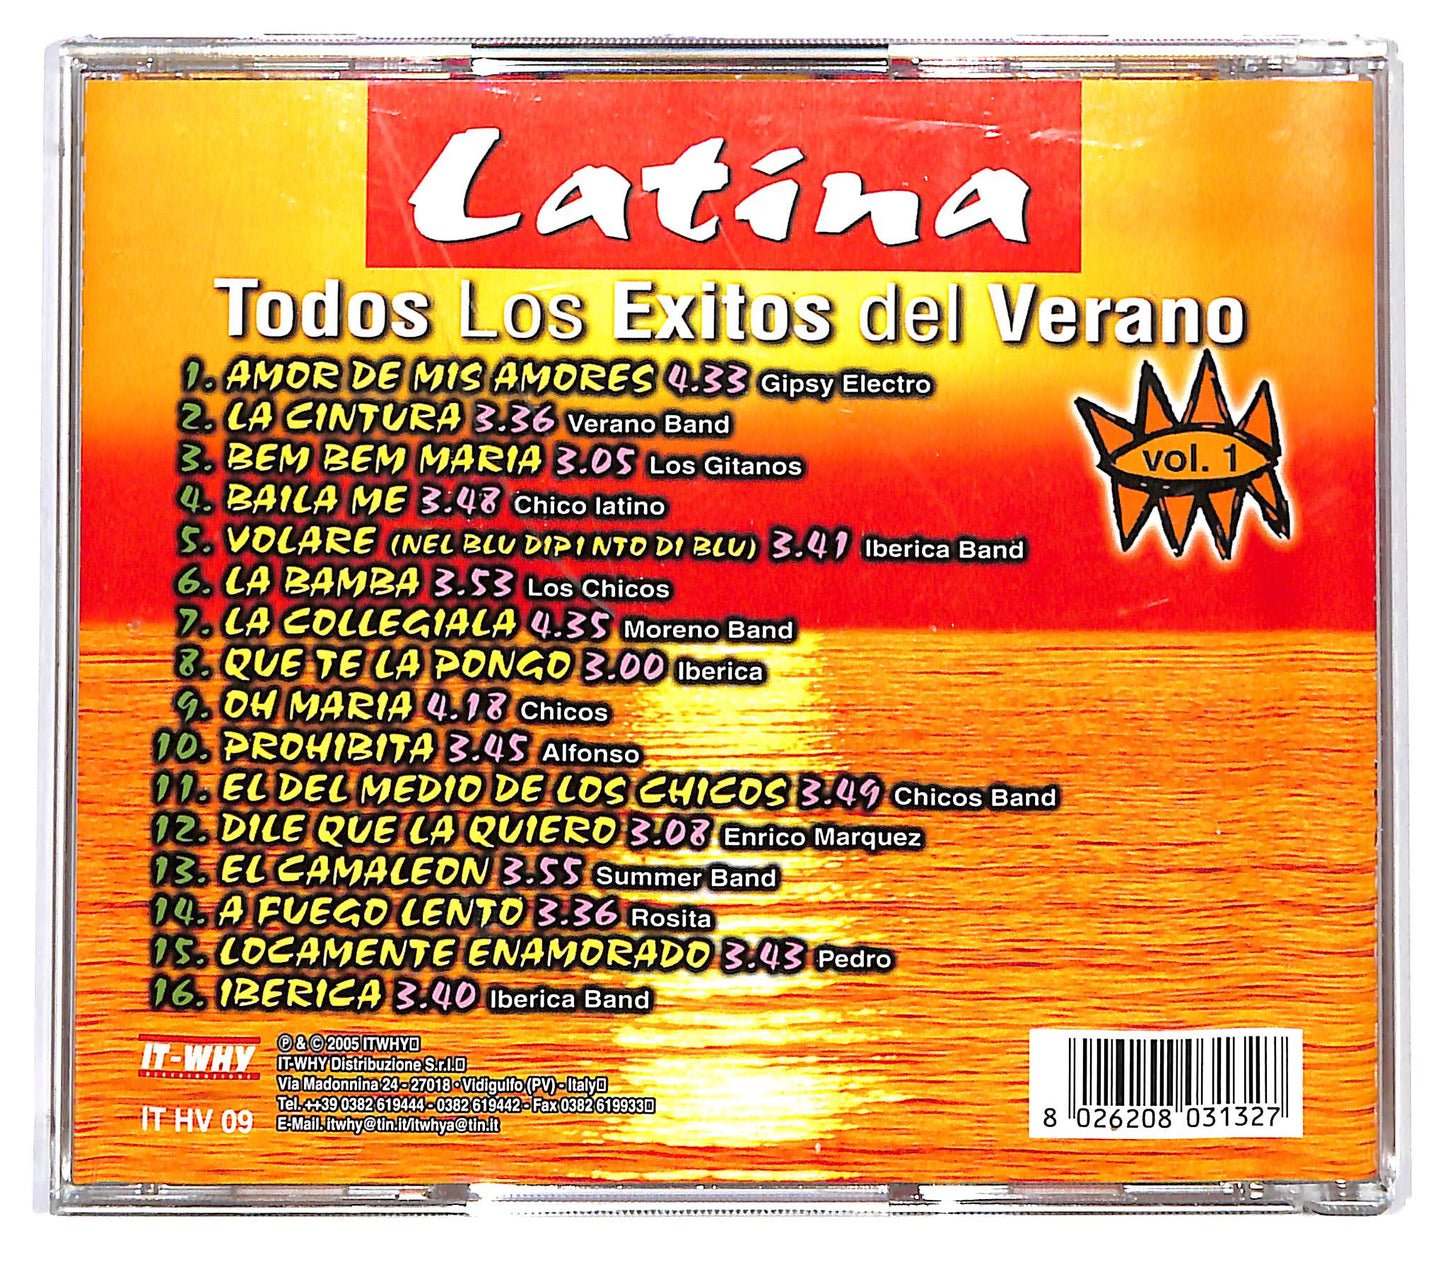 Latina
Todos Los Exitos del Verano
1. AMOR DE MIS AMORES 4.33 Gipsy Electro
2. LA CINTURA 3.36 Verano Band
3. BEM BEM MARIA 3.05 Los Gitanos
4. BAILA ME 3.48 Chico latino
5. VOLARE (NEL BLU DIPINTO DI BLU) 3.41 Iberica Band
6. LA BAMBA 3.53 Los Chicos
7. LA COLLEGIALA 4.35 Moreno Band
8. QUE TE LA PONGO 3.00 Iberica
9. OH MARIA 4.18 Chicos
10. PROHIBITA 3.45 Alfonso
11. EL DEL MEDIO DE LOS CHICOS 3.49 Chicos Band
12. DILE QUE LA QUIERO 3.08 Enrico Marquez
13. EL CAMALEON 3.55 Summer Band
14. A FUEGO LENTO 3.36 Rosita
15. LOCAMENTE ENAMORADO 3.43 Pedro
16. IBERICA 3.40 Iberica Band
vol. 1
IT-WHY
DISTRIBUZIONE
IT HV 09
℗ & © 2005 ITWHY
IT-WHY Distribuzione S.r.l.
Via Madonnina 24 - 27018 • Vidigulfo (PV) - Italy
Tel. ++39 0382 619444 - 0382 619442 - Fax 0382 619933
E-Mail. itwhy@tin.it/itwhya@tin.it
8 026208 031327